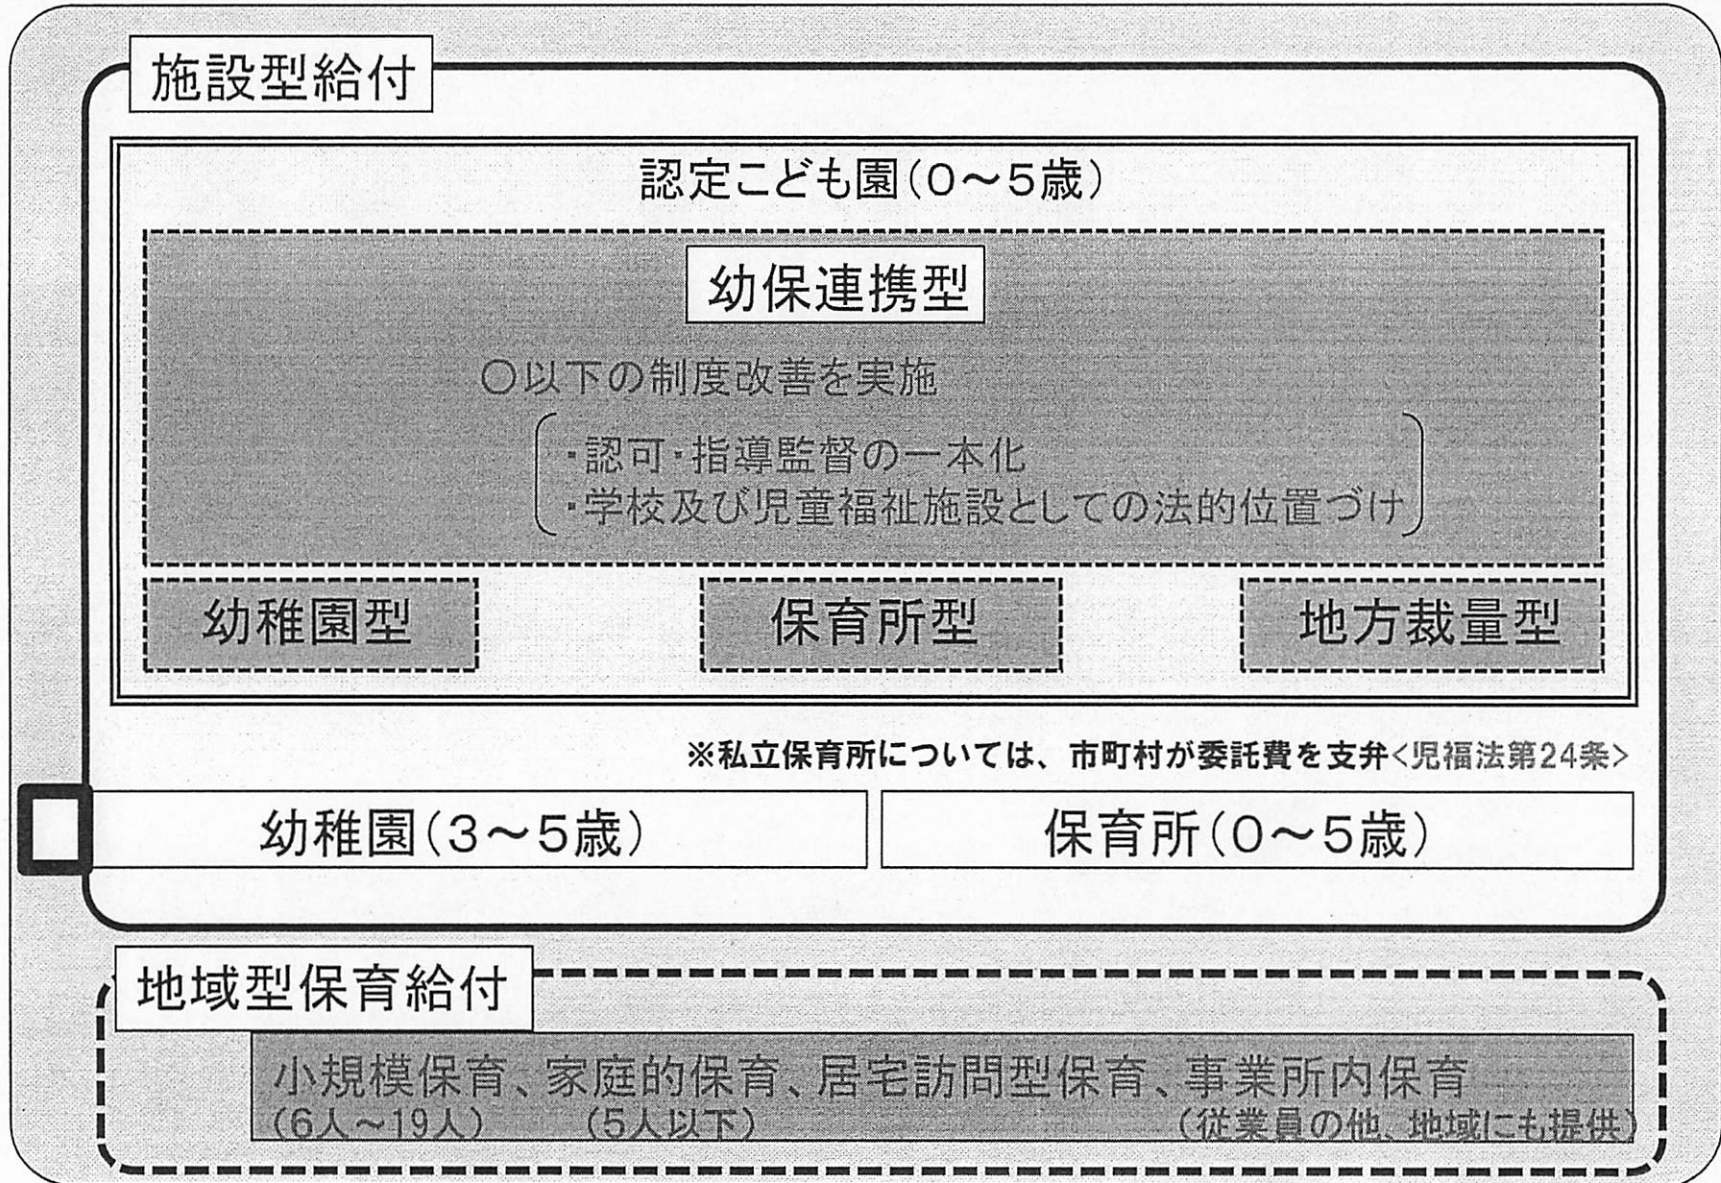 施設型給付
認定こども園(0～5歳)
幼保連携型
○以下の制度改善を実施
・認可・指導監督の一本化
・学校及び児童福祉施設としての法的位置づけ
幼稚園型
保育所型
地方裁量型
※私立保育所については、市町村が委託費を支弁<児福法第24条>
幼稚園(3～5歳)
保育所(0～5歳)
地域型保育給付
小規模保育、家庭的保育、居宅訪問型保育、事業所内保育
(6人～19人) (5人以下) (従業員の他、地域にも提供)